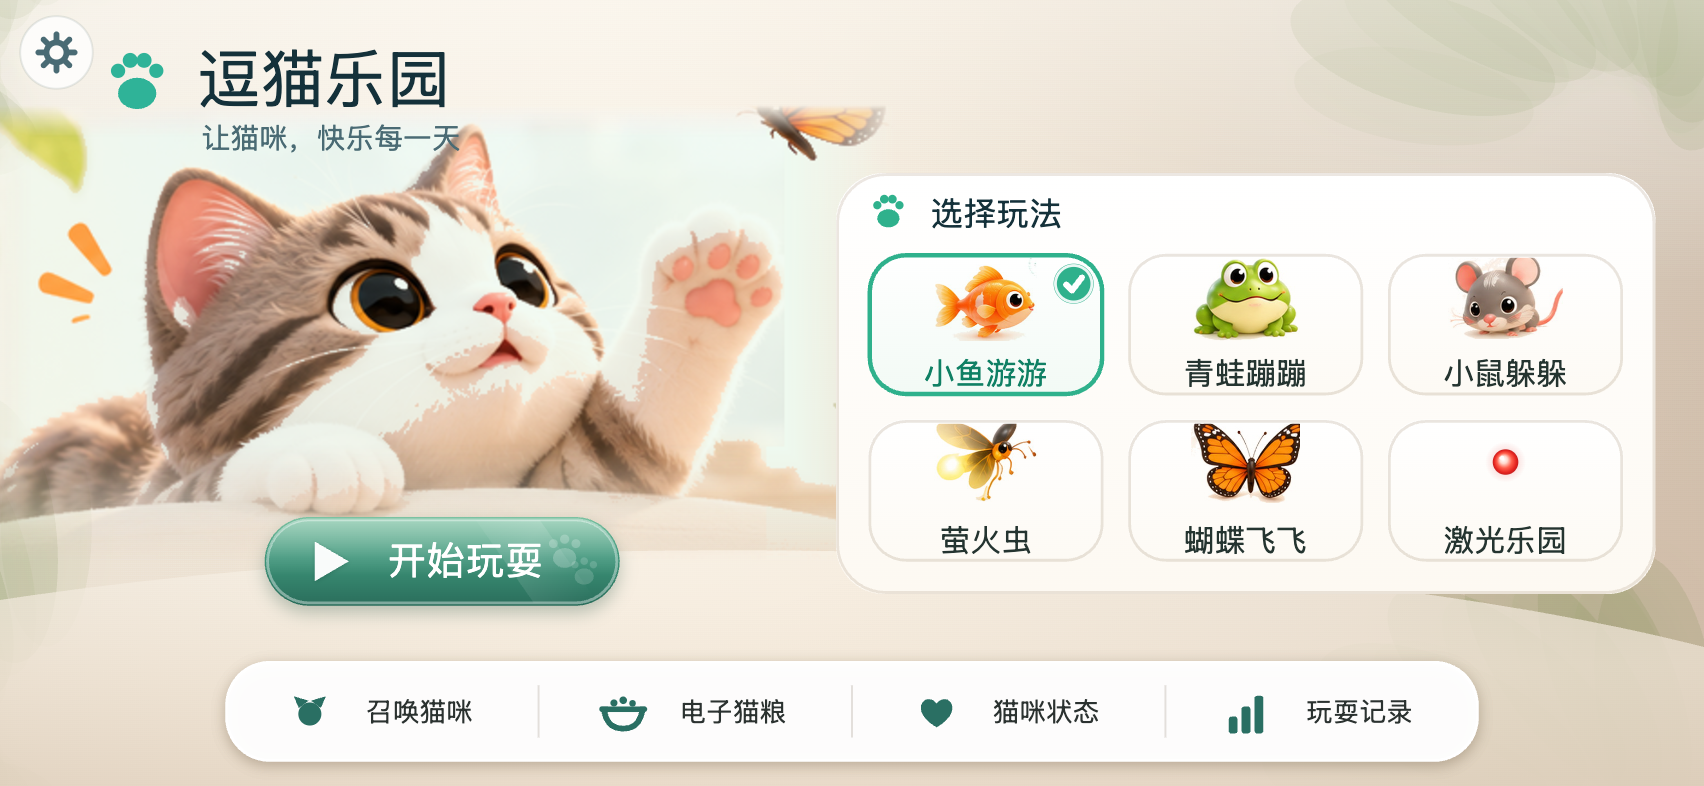 逗猫乐园
让猫咪，快乐每一天
选择玩法
小鱼游游
青蛙蹦蹦
小鼠躲躲
萤火虫
蝴蝶飞飞
激光乐园
开始玩耍
召唤猫咪
电子猫粮
猫咪状态
玩耍记录